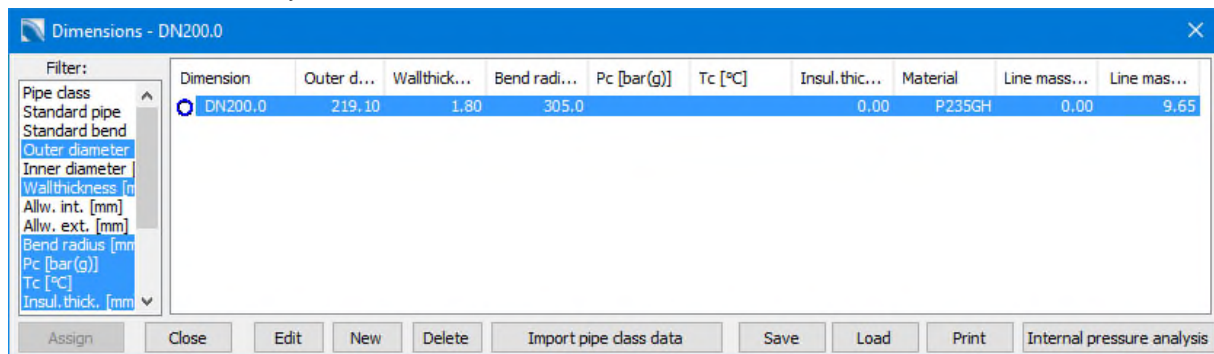 Dimensions - DN200.0
Filter:
Pipe class
Standard pipe
Standard bend
Outer diameter
Inner diameter [
Wallthickness [m
Allw. int. [mm]
Allw. ext. [mm]
Bend radius [mm
Pc [bar(g)]
Tc [°C]
Insul.thick. [mm
Dimension Outer d... Wallthick... Bend radi... Pc [bar(g)] Tc [°C] Insul.thic... Material Line mass... Line mas...
DN200.0 219.10 1.80 305.0 0.00 P235GH 0.00 9.65
Assign Close Edit New Delete Import pipe class data Save Load Print Internal pressure analysis